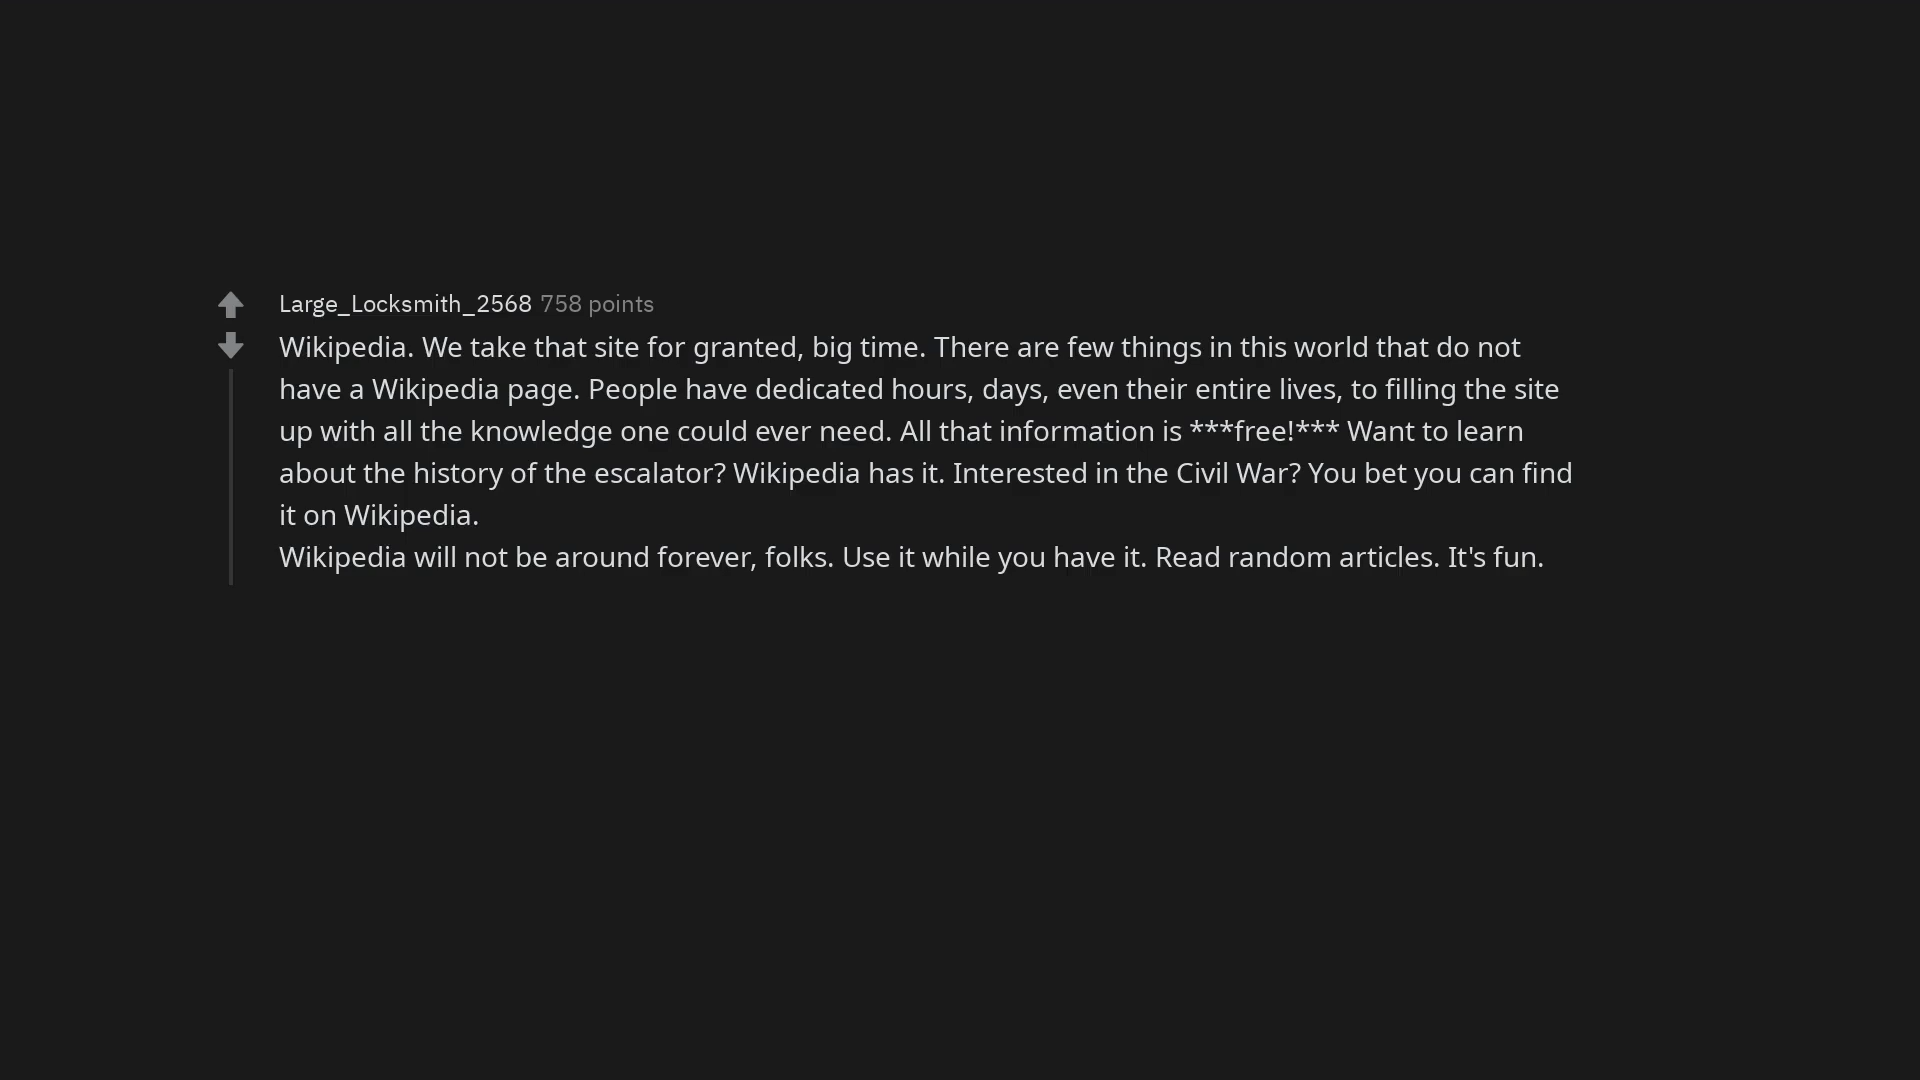 Large_Locksmith_2568 758 points
Wikipedia. We take that site for granted, big time. There are few things in this world that do not
have a Wikipedia page. People have dedicated hours, days, even their entire lives, to filling the site
up with all the knowledge one could ever need. All that information is ***free!*** Want to learn
about the history of the escalator? Wikipedia has it. Interested in the Civil War? You bet you can find
it on Wikipedia.
Wikipedia will not be around forever, folks. Use it while you have it. Read random articles. It's fun.